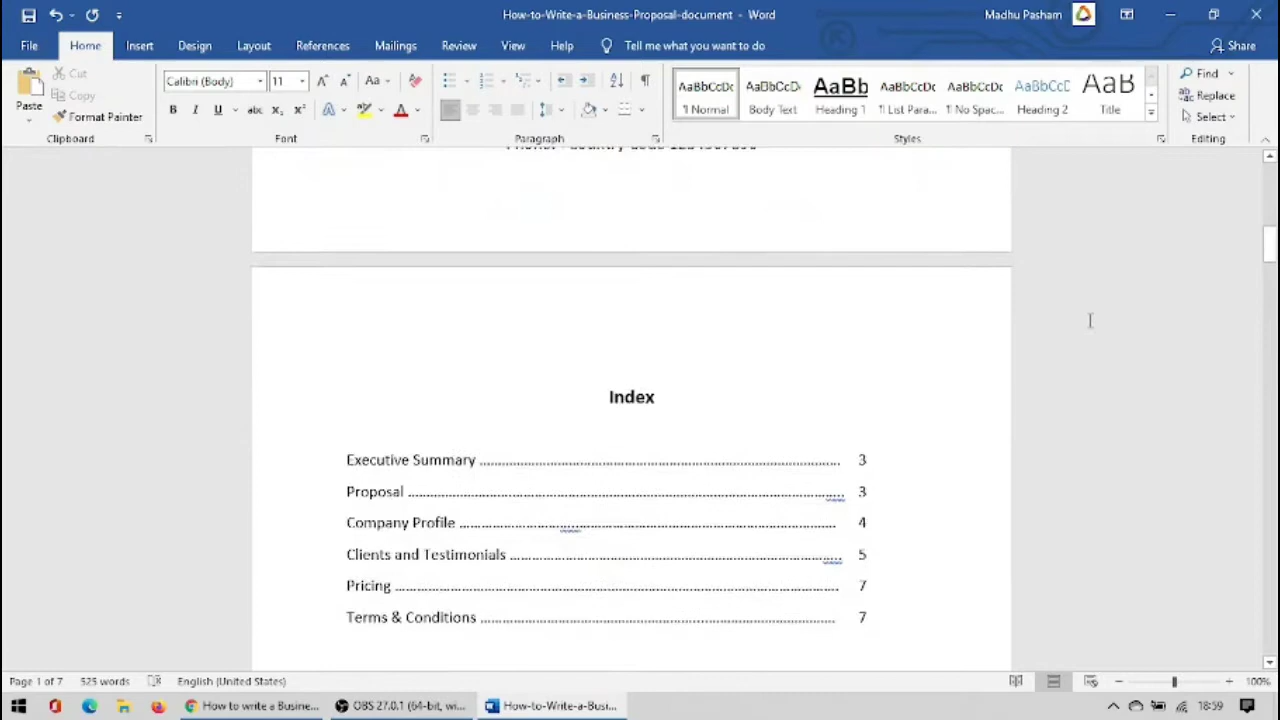 How-to-Write-a-Business-Proposal-document - Word
Madhu Pasham
File Home Insert Design Layout References Mailings Review View Help Tell me what you want to do Share
Paste
Cut
Copy
Format Painter
Clipboard
Calibri (Body) 11
Font
Paragraph
AaBbCcDc AaBbCcDc AaBb AaBbCcDc AaBbCcDc AaBbCcD AaB
¶ Normal Body Text Heading 1 ¶ List Para... ¶ No Spac... Heading 2 Title
Styles
Find
Replace
Select
Editing
Index
Executive Summary ........................................ 3
Proposal ........................................ 3
Company Profile ........................................ 4
Clients and Testimonials ........................................ 5
Pricing ........................................ 7
Terms & Conditions ........................................ 7
Page 1 of 7 525 words English (United States) 100%
How to write a Busine... OBS 27.0.1 (64-bit, wi... How-to-Write-a-Busi... 18:59